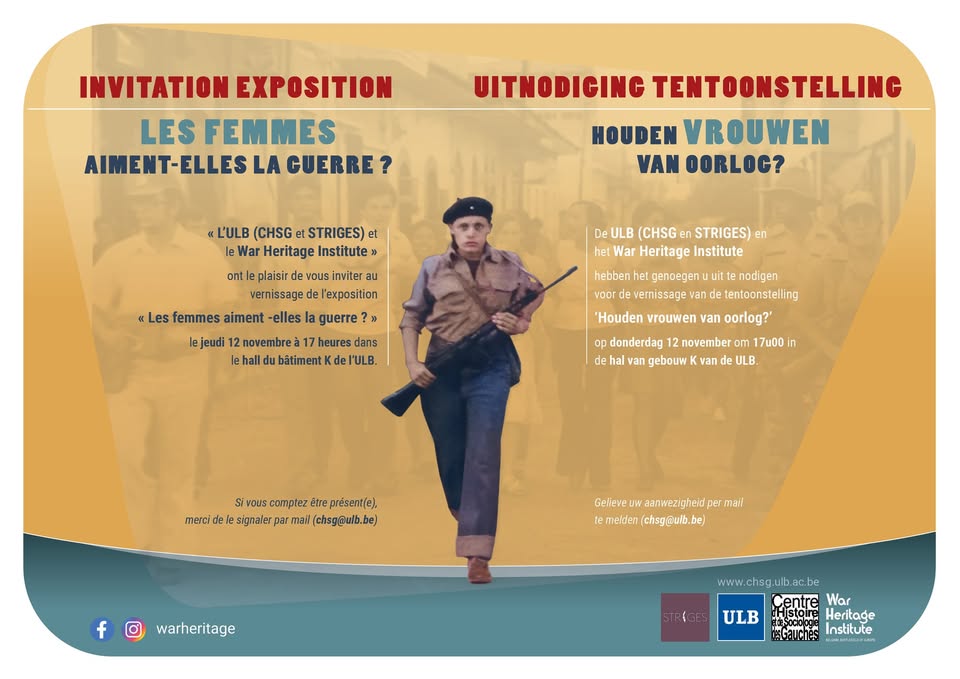 INVITATION EXPOSITION
LES FEMMES
AIMENT-ELLES LA GUERRE ?
« L'ULB (CHSG et STRIGES) et
le War Heritage Institute »
ont le plaisir de vous inviter au
vernissage de l'exposition
« Les femmes aiment -elles la guerre ? »
le jeudi 12 novembre à 17 heures dans
le hall du bâtiment K de l'ULB.
Si vous comptez être présent(e),
merci de le signaler par mail (chsg@ulb.be)
UITNODIGING TENTOONSTELLING
HOUDEN VROUWEN
VAN OORLOG?
De ULB (CHSG en STRIGES) en
het War Heritage Institute
hebben het genoegen u uit te nodigen
voor de vernissage van de tentoonstelling
'Houden vrouwen van oorlog?'
op donderdag 12 november om 17u00 in
de hal van gebouw K van de ULB.
Gelieve uw aanwezigheid per mail
te melden (chsg@ulb.be)
warheritage
www.chsg.ulb.ac.be
STRIGES
ULB
Centre
d'Histoire
et de Sociologie
des Gauches
War
Heritage
Institute